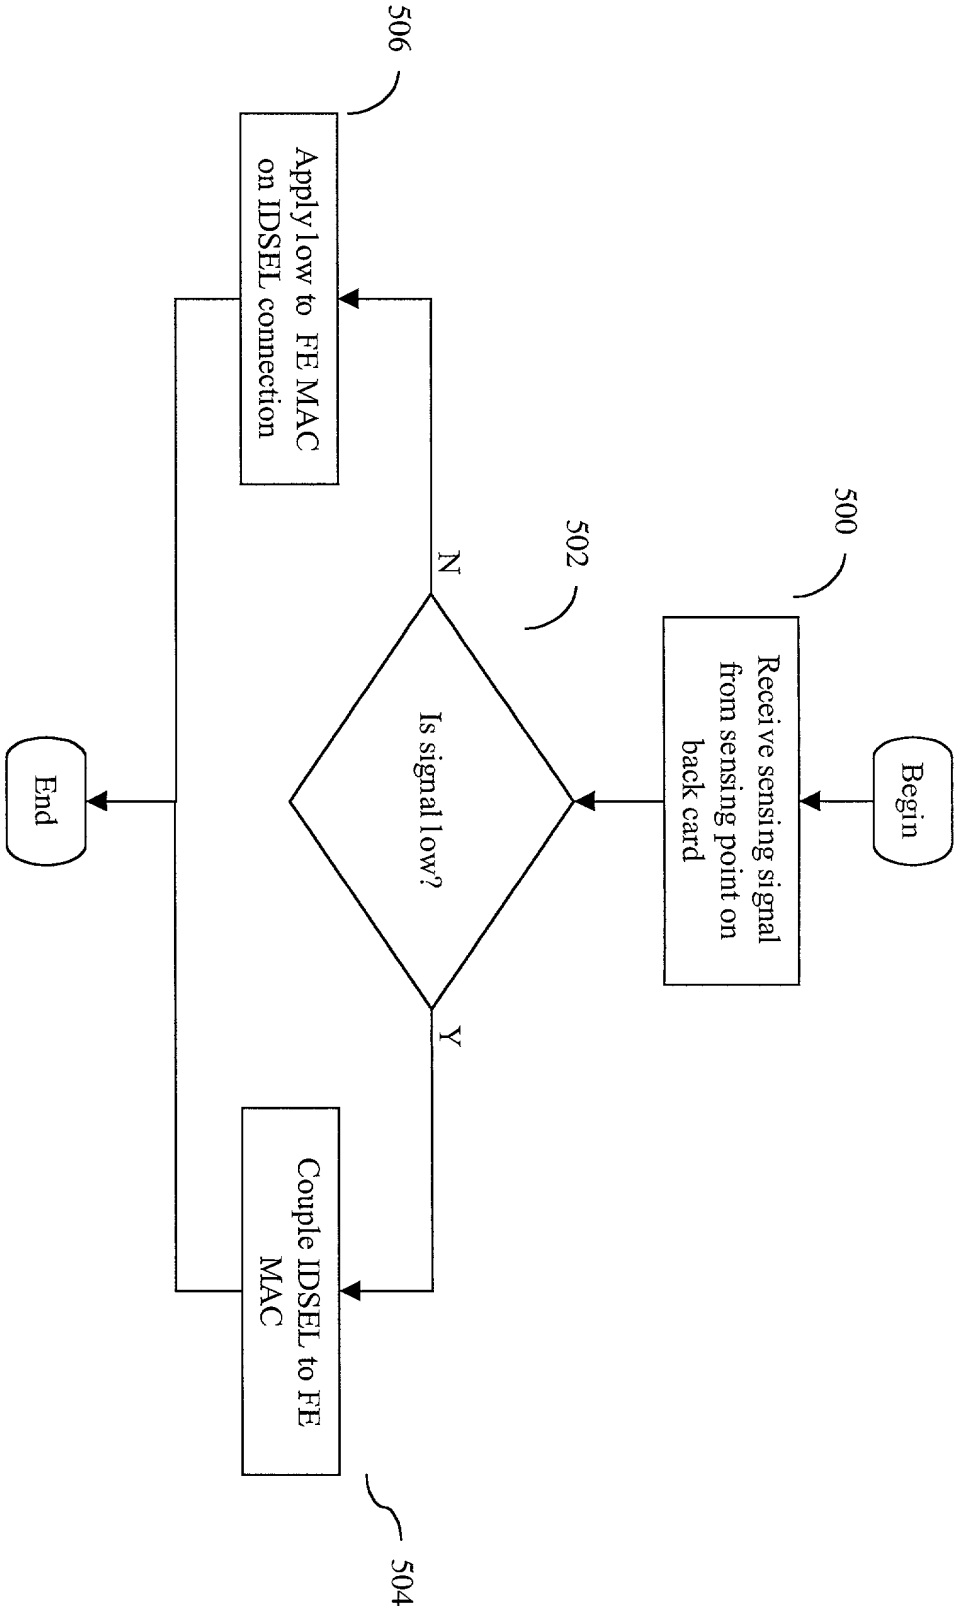 Begin
500
Receive sensing signal
from sensing point on
back card
502
Is signal low?
N
Y
506
Apply low to FE MAC
on IDSEL connection
Couple IDSEL to FE
MAC
504
End